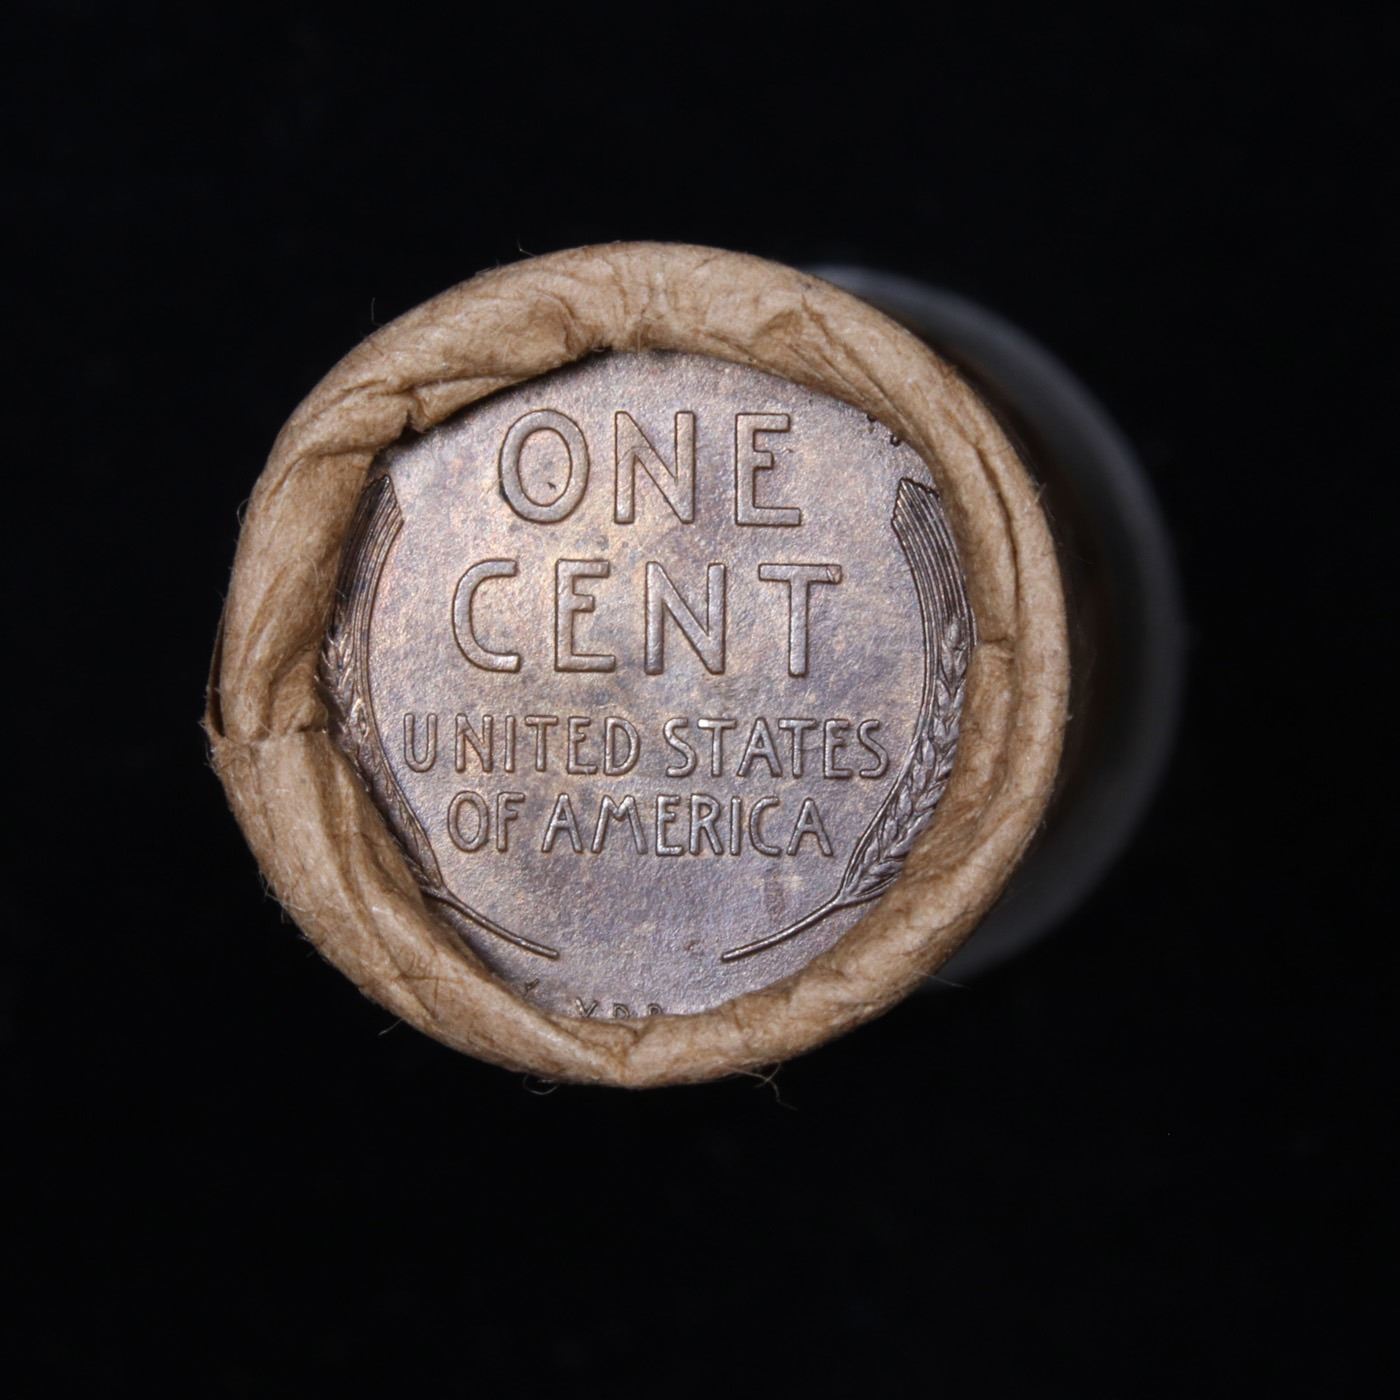 ONE
CENT
UNITED STATES
OF AMERICA